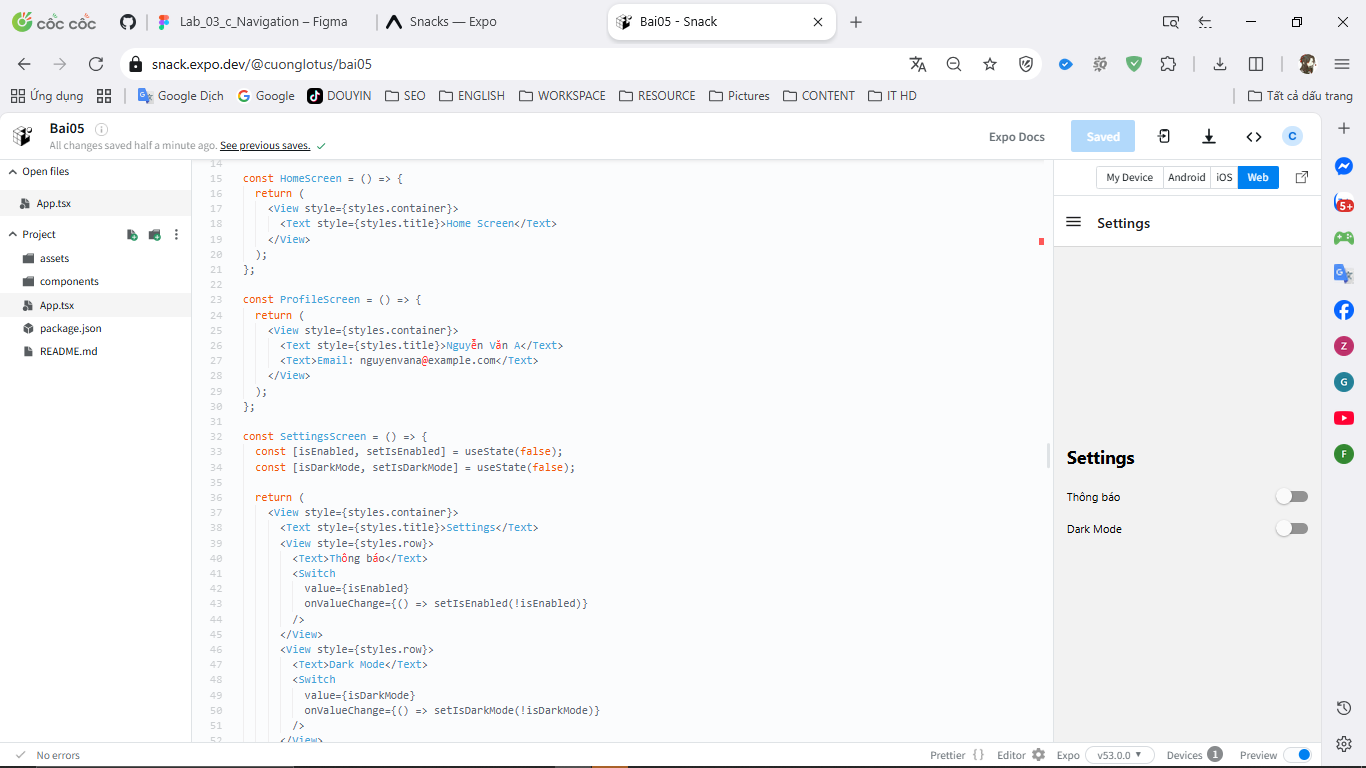 cốc cốc
Lab_03_c_Navigation – Figma
Snacks — Expo
Bai05 - Snack
snack.expo.dev/@cuonglotus/bai05
Ứng dụng
Google Dịch
Google
DOUYIN
SEO
ENGLISH
WORKSPACE
RESOURCE
Pictures
CONTENT
IT HD
Tất cả dấu trang
Bai05
All changes saved half a minute ago. See previous saves.
Expo Docs
Saved
C
Open files
App.tsx
Project
assets
components
App.tsx
package.json
README.md
14
15 const HomeScreen = () => {
16 return (
17 <View style={styles.container}>
18 <Text style={styles.title}>Home Screen</Text>
19 </View>
20 );
21 };
22
23 const ProfileScreen = () => {
24 return (
25 <View style={styles.container}>
26 <Text style={styles.title}>Nguyễn Văn A</Text>
27 <Text>Email: nguyenvana@example.com</Text>
28 </View>
29 );
30 };
31
32 const SettingsScreen = () => {
33 const [isEnabled, setIsEnabled] = useState(false);
34 const [isDarkMode, setIsDarkMode] = useState(false);
35
36 return (
37 <View style={styles.container}>
38 <Text style={styles.title}>Settings</Text>
39 <View style={styles.row}>
40 <Text>Thông báo</Text>
41 <Switch
42 value={isEnabled}
43 onValueChange={() => setIsEnabled(!isEnabled)}
44 />
45 </View>
46 <View style={styles.row}>
47 <Text>Dark Mode</Text>
48 <Switch
49 value={isDarkMode}
50 onValueChange={() => setIsDarkMode(!isDarkMode)}
51 />
52 </View>
My Device
Android
iOS
Web
Settings
Settings
Thông báo
Dark Mode
5+
Z
G
F
No errors
Prettier { }
Editor
Expo
v53.0.0
Devices 1
Preview